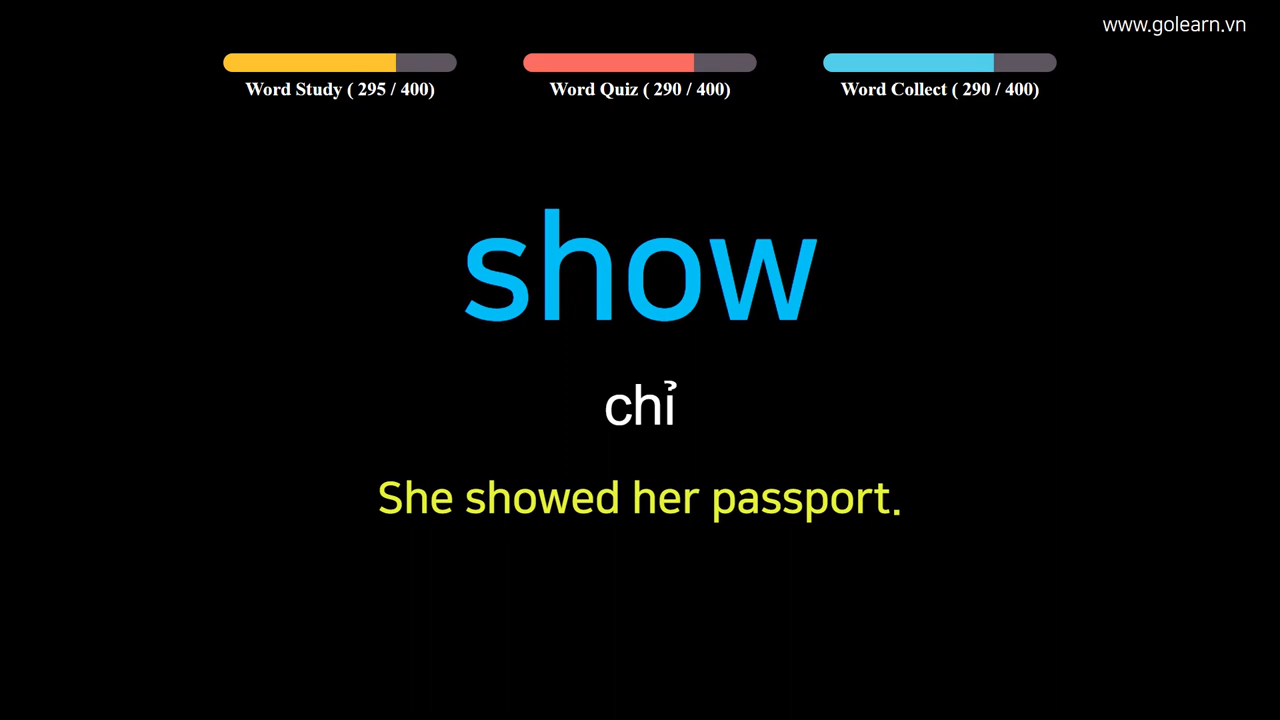 www.golearn.vn
Word Study ( 295 / 400)
Word Quiz ( 290 / 400)
Word Collect ( 290 / 400)
show
chỉ
She showed her passport.